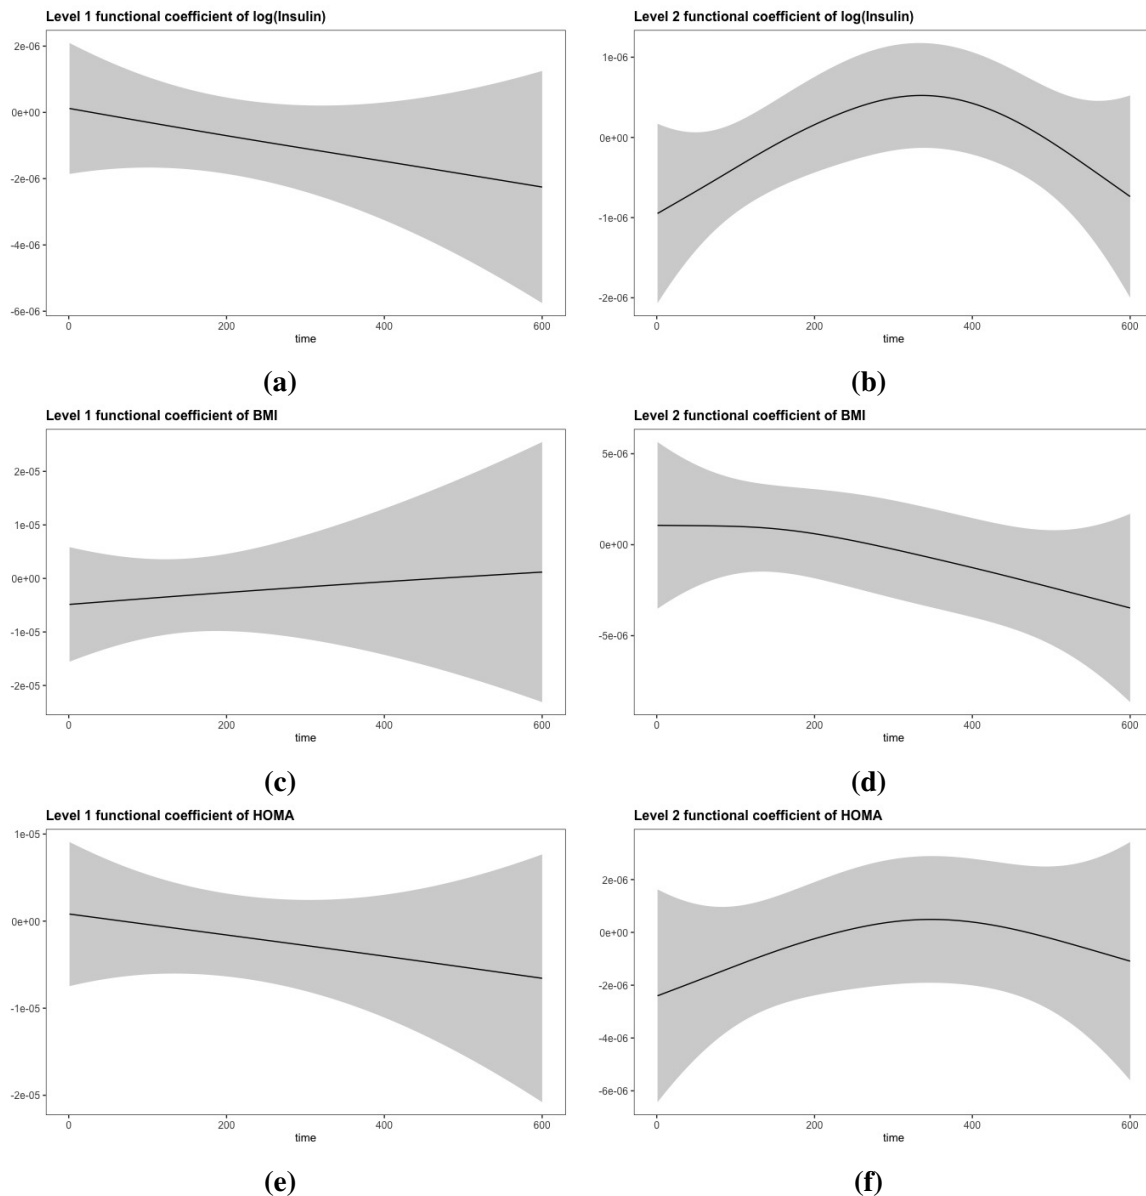 Level 1 functional coefficient of log(Insulin)
2e-06
0e+00
-2e-06
-4e-06
-6e-06
0 200 400 600
time
(a)
Level 2 functional coefficient of log(Insulin)
1e-06
0e+00
-1e-06
-2e-06
0 200 400 600
time
(b)
Level 1 functional coefficient of BMI
2e-05
1e-05
0e+00
-1e-05
-2e-05
0 200 400 600
time
(c)
Level 2 functional coefficient of BMI
5e-06
0e+00
-5e-06
0 200 400 600
time
(d)
Level 1 functional coefficient of HOMA
1e-05
0e+00
-1e-05
-2e-05
0 200 400 600
time
(e)
Level 2 functional coefficient of HOMA
2e-06
0e+00
-2e-06
-4e-06
-6e-06
0 200 400 600
time
(f)